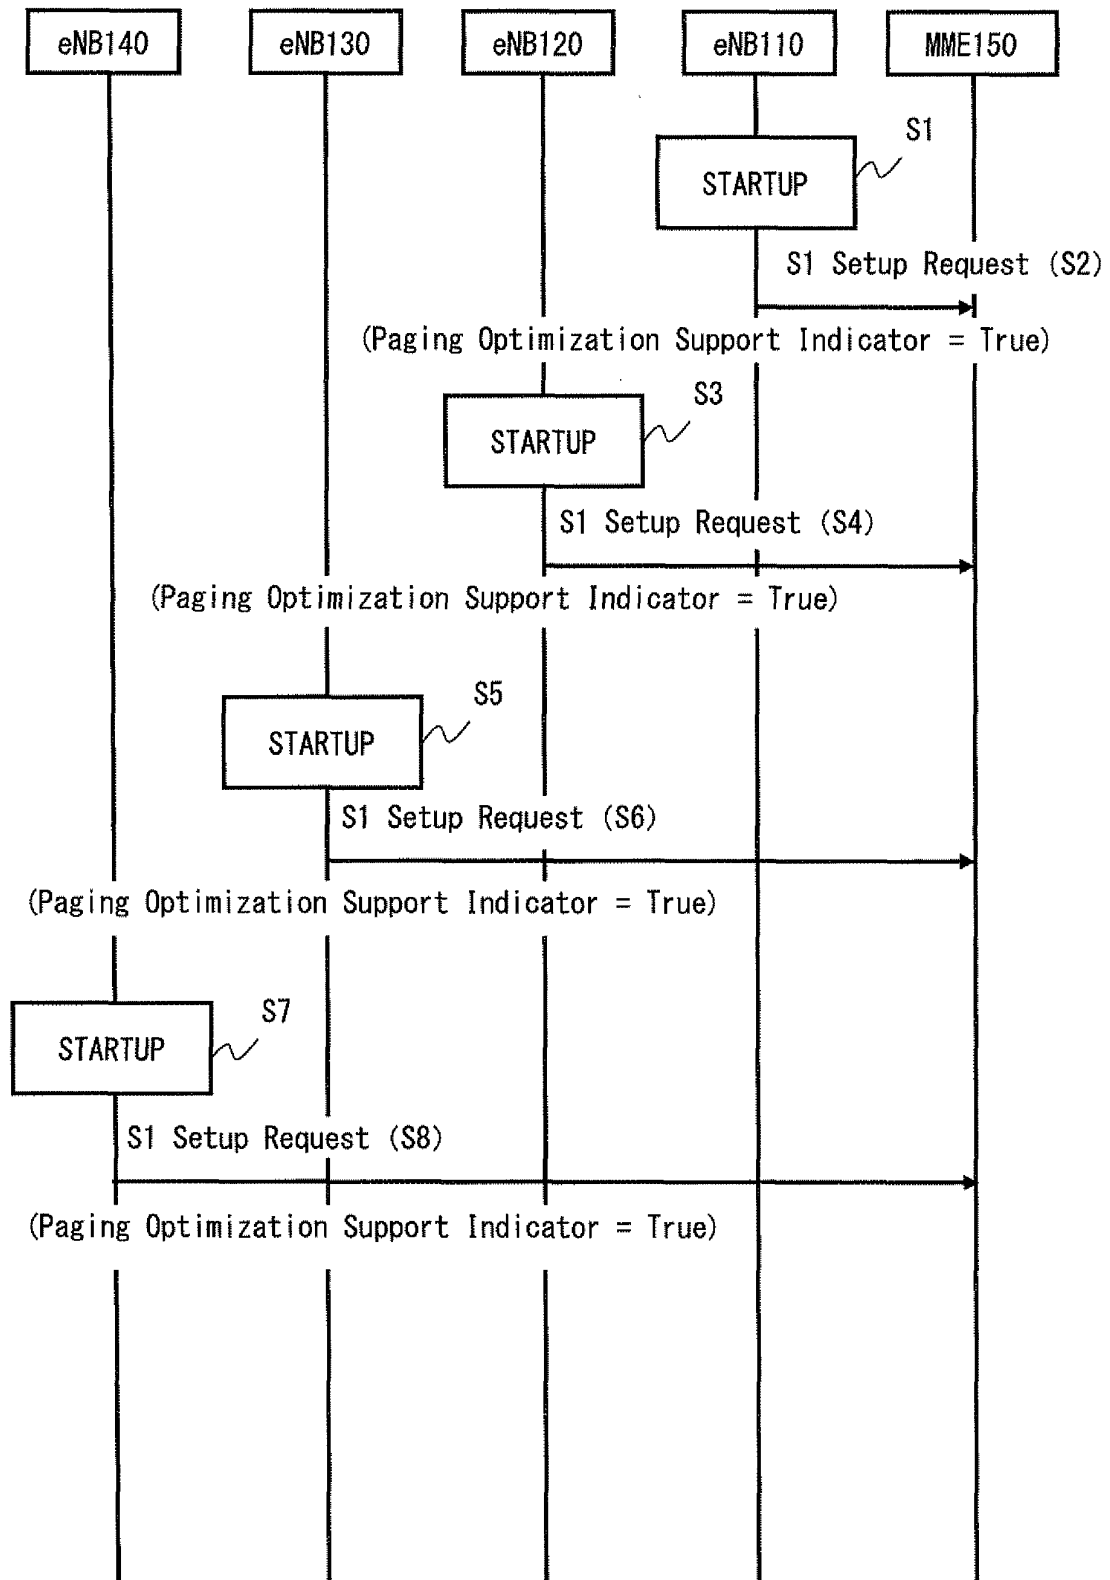 eNB140 eNB130 eNB120 eNB110 MME150
S1
STARTUP
S1 Setup Request (S2)
(Paging Optimization Support Indicator = True)
S3
STARTUP
S1 Setup Request (S4)
(Paging Optimization Support Indicator = True)
S5
STARTUP
S1 Setup Request (S6)
(Paging Optimization Support Indicator = True)
S7
STARTUP
S1 Setup Request (S8)
(Paging Optimization Support Indicator = True)